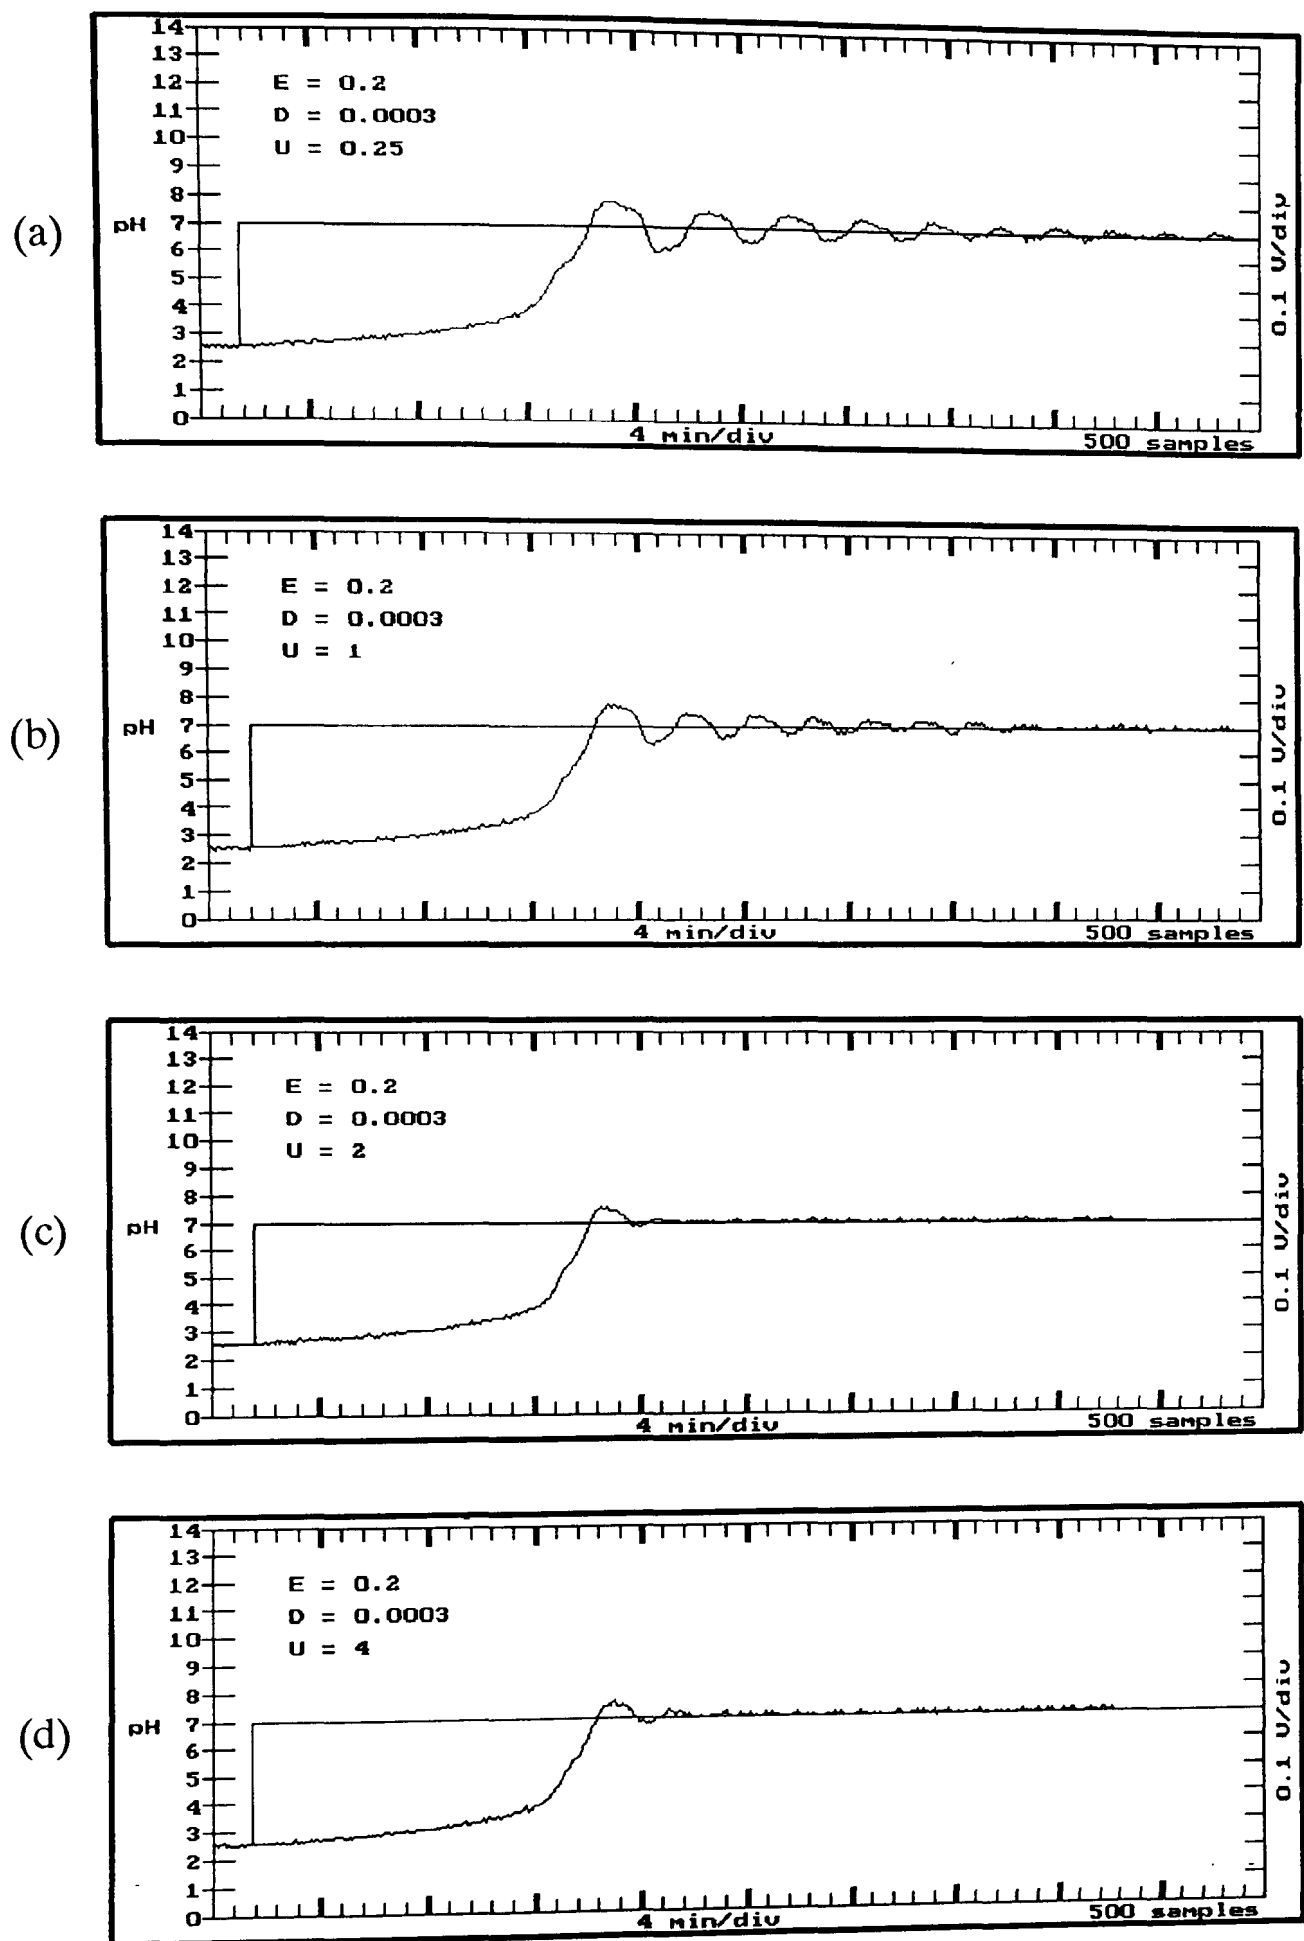 (a)
14
13
12
11
10
9
8
7
6
5
4
3
2
1
0
pH
E = 0.2
D = 0.0003
U = 0.25
0.1 U/div
4 min/div
500 samples
(b)
14
13
12
11
10
9
8
7
6
5
4
3
2
1
0
pH
E = 0.2
D = 0.0003
U = 1
0.1 U/div
4 min/div
500 samples
(c)
14
13
12
11
10
9
8
7
6
5
4
3
2
1
0
pH
E = 0.2
D = 0.0003
U = 2
0.1 U/div
4 min/div
500 samples
(d)
14
13
12
11
10
9
8
7
6
5
4
3
2
1
0
pH
E = 0.2
D = 0.0003
U = 4
0.1 U/div
4 min/div
500 samples